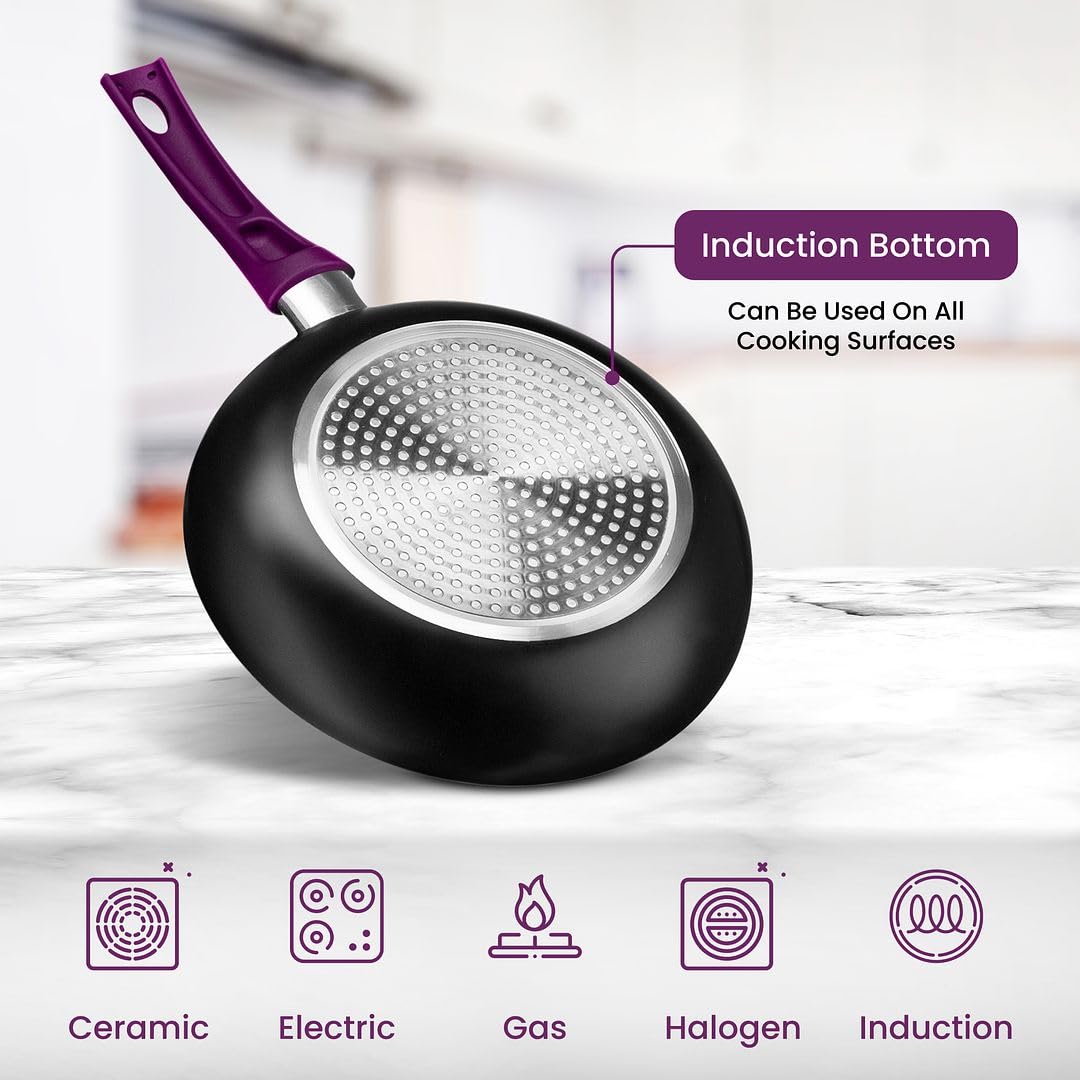 Induction Bottom
Can Be Used On All
Cooking Surfaces
Ceramic
Electric
Gas
Halogen
Induction